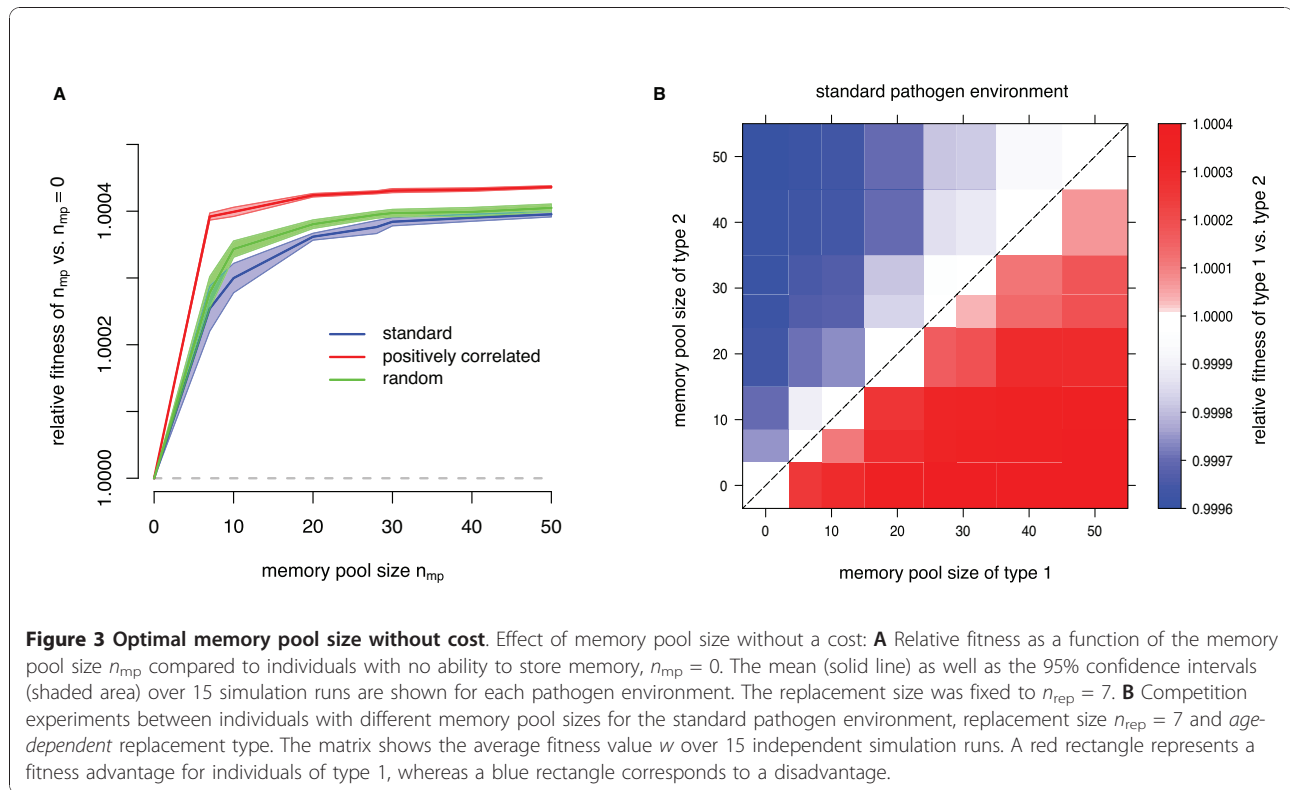 A
relative fitness of nmp vs. nmp = 0
1.0000 1.0002 1.0004
0 10 20 30 40 50
memory pool size nmp
standard
positively correlated
random
B
standard pathogen environment
memory pool size of type 2
50
40
30
20
10
0
0 10 20 30 40 50
memory pool size of type 1
1.0004
1.0003
1.0002
1.0001
1.0000
0.9999
0.9998
0.9997
0.9996
relative fitness of type 1 vs. type 2
Figure 3 Optimal memory pool size without cost. Effect of memory pool size without a cost: A Relative fitness as a function of the memory
pool size nmp compared to individuals with no ability to store memory, nmp = 0. The mean (solid line) as well as the 95% confidence intervals
(shaded area) over 15 simulation runs are shown for each pathogen environment. The replacement size was fixed to nrep = 7. B Competition
experiments between individuals with different memory pool sizes for the standard pathogen environment, replacement size nrep = 7 and age-
dependent replacement type. The matrix shows the average fitness value w over 15 independent simulation runs. A red rectangle represents a
fitness advantage for individuals of type 1, whereas a blue rectangle corresponds to a disadvantage.